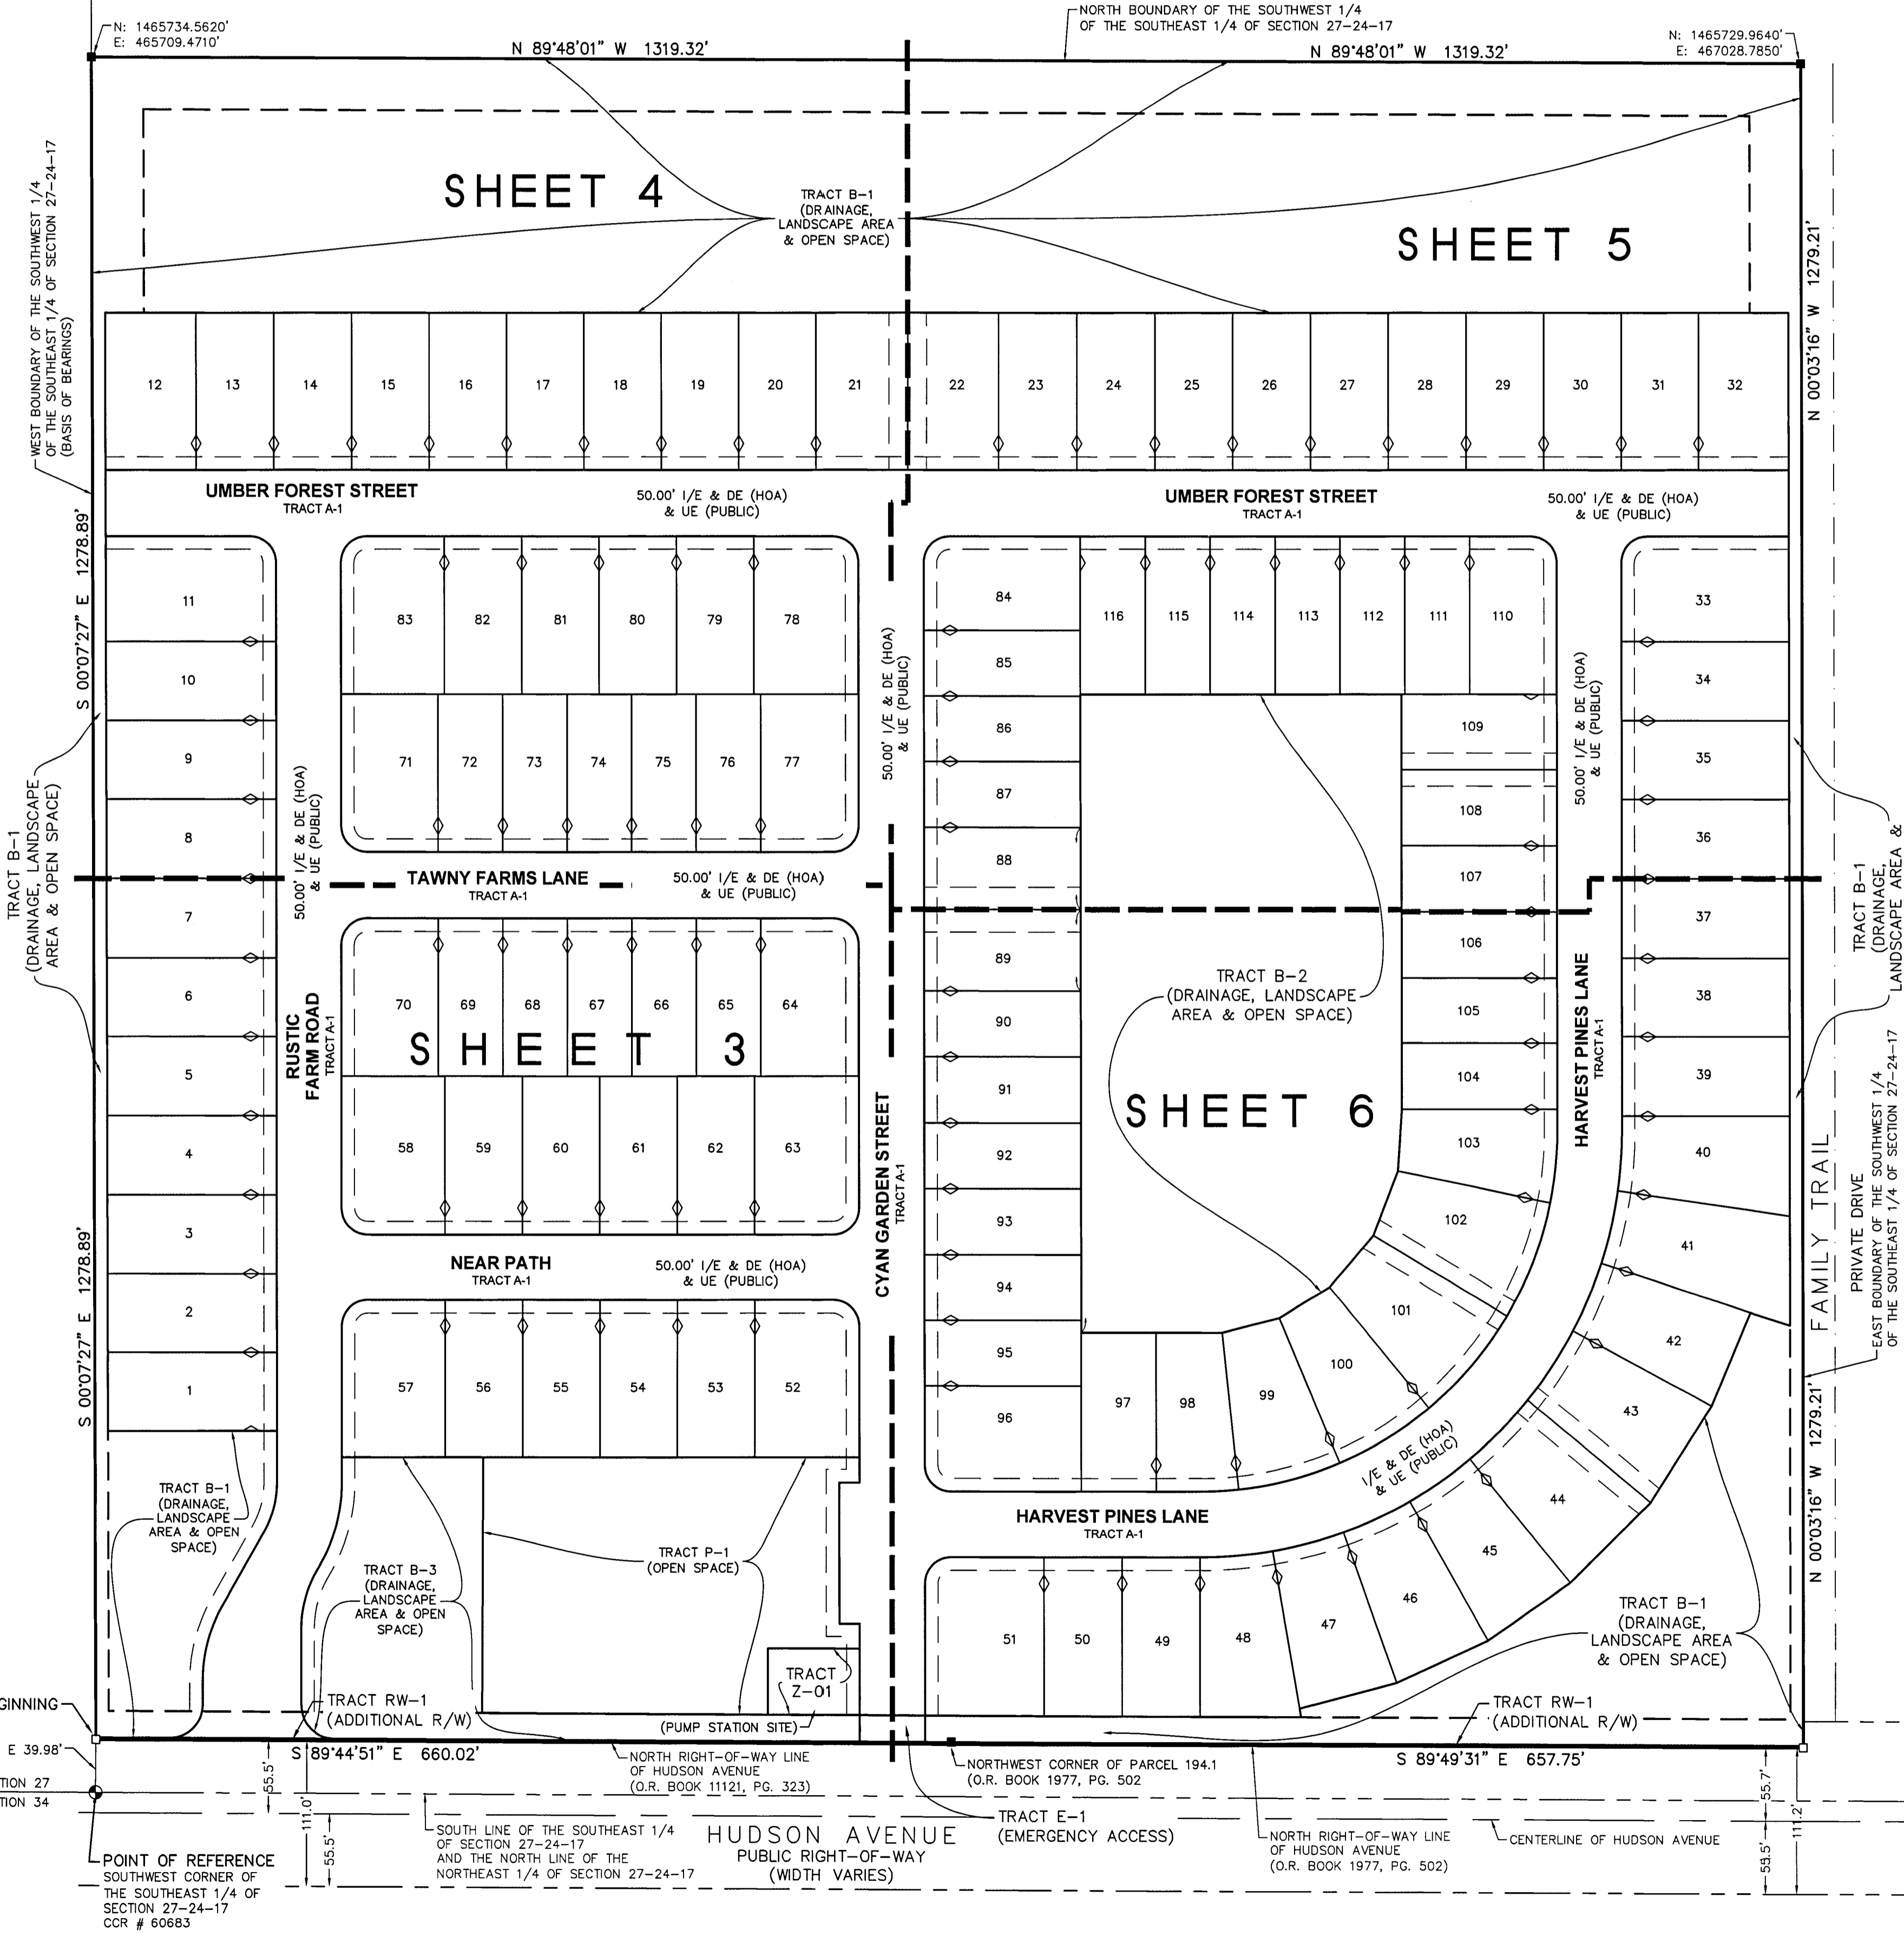 N: 1465734.5620'
E: 465709.4710'
N 89°48'01" W 1319.32'
NORTH BOUNDARY OF THE SOUTHWEST 1/4
OF THE SOUTHEAST 1/4 OF SECTION 27-24-17
N 89°48'01" W 1319.32'
N: 1465729.9640'
E: 467028.7850'
WEST BOUNDARY OF THE SOUTHWEST 1/4
OF THE SOUTHEAST 1/4 OF SECTION 27-24-17
(BASIS OF BEARINGS)
SHEET 4
TRACT B-1
(DRAINAGE,
LANDSCAPE AREA
& OPEN SPACE)
SHEET 5
N 00°03'16" W 1279.21'
12 13 14 15 16 17 18 19 20 21 22 23 24 25 26 27 28 29 30 31 32
UMBER FOREST STREET
TRACT A-1
50.00' I/E & DE (HOA)
& UE (PUBLIC)
UMBER FOREST STREET
TRACT A-1
50.00' I/E & DE (HOA)
& UE (PUBLIC)
S 00°07'27" E 1278.89'
11
10
9
8
7
6
5
4
3
2
1
83 82 81 80 79 78
71 72 73 74 75 76 77
50.00' I/E & DE (HOA)
& UE (PUBLIC)
TAWNY FARMS LANE
TRACT A-1
50.00' I/E & DE (HOA)
& UE (PUBLIC)
50.00' I/E & DE (HOA)
& UE (PUBLIC)
TRACT B-1
(DRAINAGE, LANDSCAPE
AREA & OPEN SPACE)
RUSTIC
FARM ROAD
TRACT A-1
70 69 68 67 66 65 64
SHEET 3
58 59 60 61 62 63
NEAR PATH
TRACT A-1
50.00' I/E & DE (HOA)
& UE (PUBLIC)
57 56 55 54 53 52
CYAN GARDEN STREET
TRACT A-1
84
85
86
87
88
89
90
91
92
93
94
95
96
116 115 114 113 112 111 110
109
108
107
106
105
104
103
102
101
100
99
98
97
TRACT B-2
(DRAINAGE, LANDSCAPE
AREA & OPEN SPACE)
SHEET 6
50.00' I/E & DE (HOA)
& UE (PUBLIC)
HARVEST PINES LANE
TRACT A-1
33
34
35
36
37
38
39
40
41
42
43
44
45
46
47
48
49
50
51
TRACT B-1
(DRAINAGE,
LANDSCAPE AREA &
FAMILY TRAIL
PRIVATE DRIVE
EAST BOUNDARY OF THE SOUTHWEST 1/4
OF THE SOUTHEAST 1/4 OF SECTION 27-24-17
N 00°03'16" W 1279.21'
S 00°07'27" E 1278.89'
I/E & DE (HOA)
& UE (PUBLIC)
HARVEST PINES LANE
TRACT A-1
TRACT B-1
(DRAINAGE,
LANDSCAPE
AREA & OPEN
SPACE)
TRACT B-3
(DRAINAGE,
LANDSCAPE
AREA & OPEN
SPACE)
TRACT P-1
(OPEN SPACE)
TRACT
Z-01
(PUMP STATION SITE)
TRACT B-1
(DRAINAGE,
LANDSCAPE AREA
& OPEN SPACE)
GINNING
TRACT RW-1
(ADDITIONAL R/W)
TRACT RW-1
(ADDITIONAL R/W)
E 39.98'
S 89°44'51" E 660.02'
NORTH RIGHT-OF-WAY LINE
OF HUDSON AVENUE
(O.R. BOOK 11121, PG. 323)
NORTHWEST CORNER OF PARCEL 194.1
(O.R. BOOK 1977, PG. 502
S 89°49'31" E 657.75'
TION 27
TION 34
55.5'
111.0'
55.5'
55.7'
111.2'
55.5'
SOUTH LINE OF THE SOUTHEAST 1/4
OF SECTION 27-24-17
AND THE NORTH LINE OF THE
NORTHEAST 1/4 OF SECTION 27-24-17
HUDSON AVENUE
PUBLIC RIGHT-OF-WAY
(WIDTH VARIES)
TRACT E-1
(EMERGENCY ACCESS)
NORTH RIGHT-OF-WAY LINE
OF HUDSON AVENUE
(O.R. BOOK 1977, PG. 502)
CENTERLINE OF HUDSON AVENUE
POINT OF REFERENCE
SOUTHWEST CORNER OF
THE SOUTHEAST 1/4 OF
SECTION 27-24-17
CCR # 60683